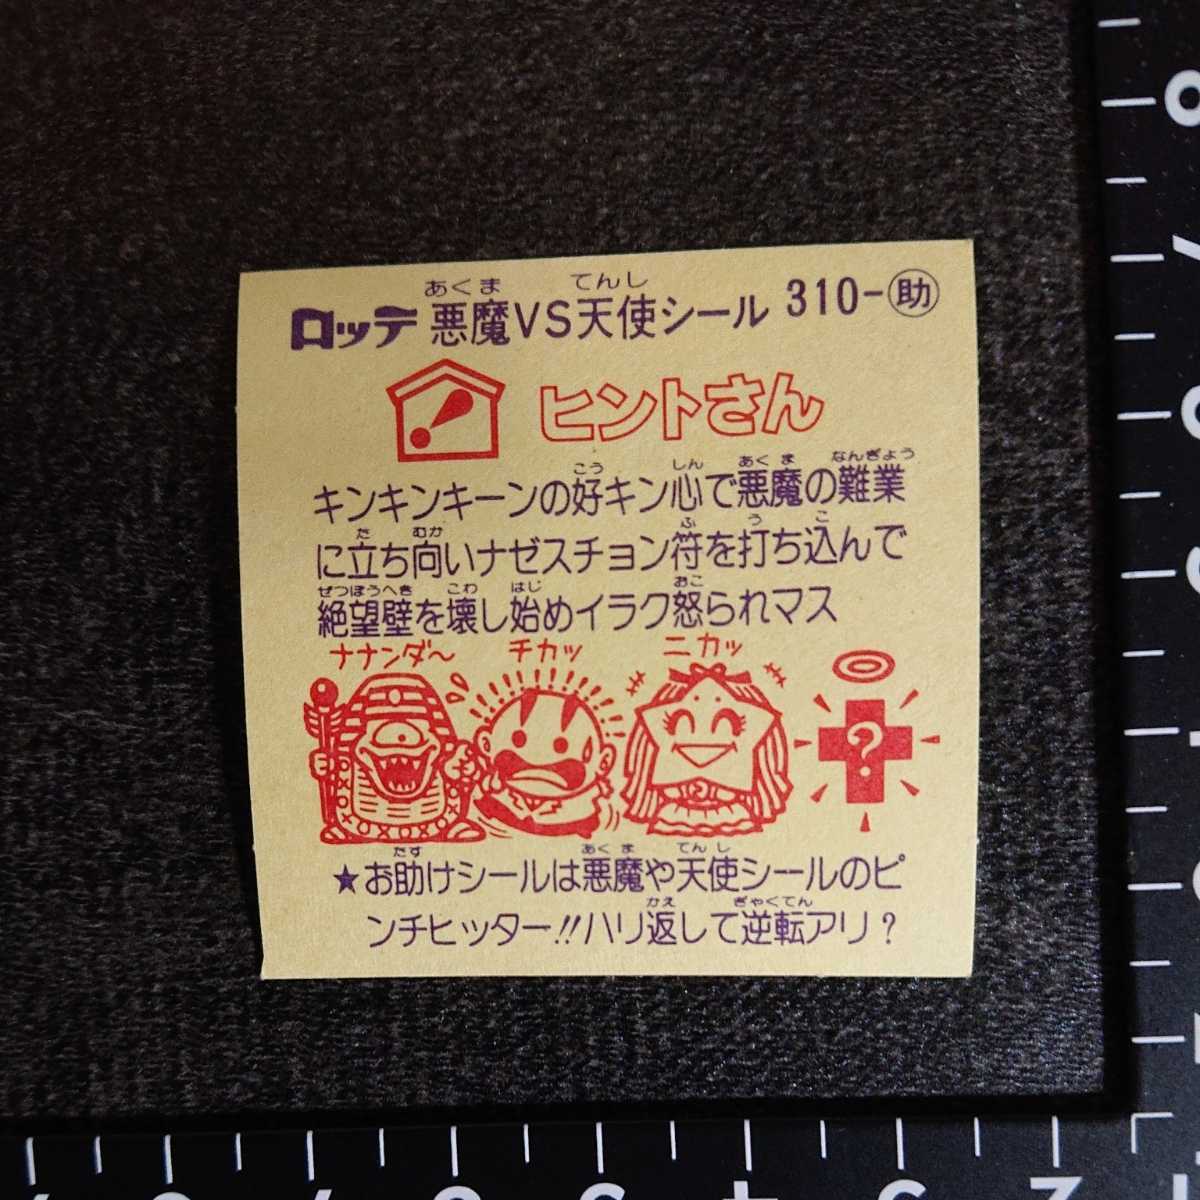 あくま てんし
ロッテ 悪魔VS天使シール 310-助
ヒントさん
こう しん あくま なんぎょう
キンキンキーンの好キン心で悪魔の難業
た むか ふ う こ
に立ち向いナゼスチョン符を打ち込んで
ぜつぼうへき こわ はじ おこ
絶望壁を壊し始めイラク怒られマス
ナナンダ〜 チカッ ニカッ
?
たす あくま てんし
★お助けシールは悪魔や天使シールのピ
かえ ぎゃくてん
ンチヒッター!!ハリ返して逆転アリ?